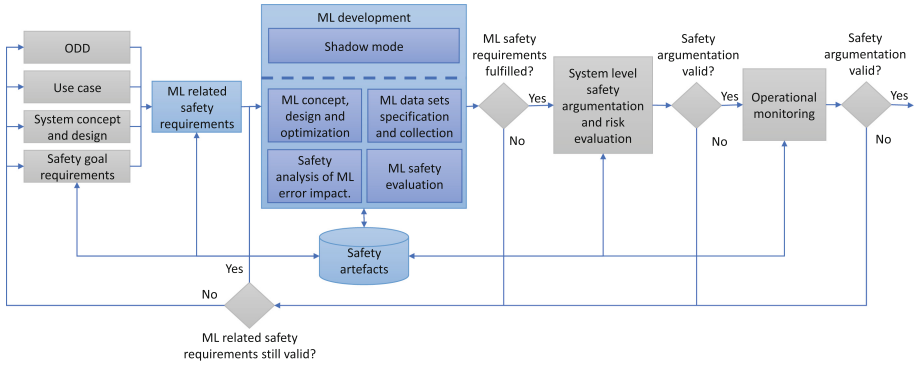 ODD
Use case
System concept
and design
Safety goal
requirements
ML related
safety
requirements
ML development
Shadow mode
ML concept,
design and
optimization
ML data sets
specification
and collection
Safety
analysis of ML
error impact.
ML safety
evaluation
Safety
artefacts
ML safety
requirements
fulfilled?
Yes
No
System level
safety
argumentation
and risk
evaluation
Safety
argumentation
valid?
Yes
No
Operational
monitoring
Safety
argumentation
valid?
Yes
No
Yes
No
ML related safety
requirements still valid?